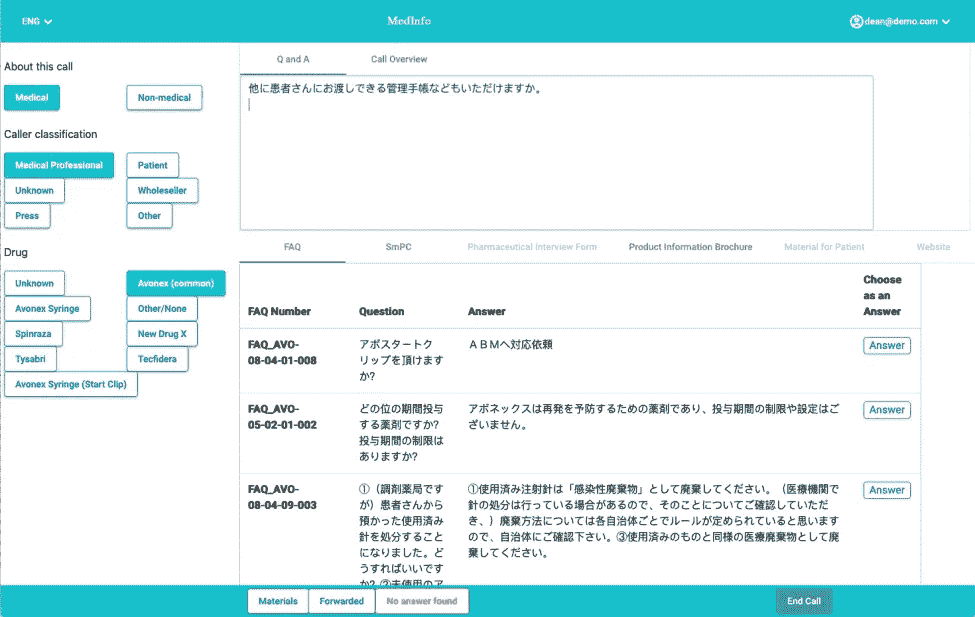 ENG
MedInfo
dean@demo.com
About this call
Medical
Non-medical
Caller classification
Medical Professional
Patient
Unknown
Wholeseller
Press
Other
Drug
Unknown
Avonex (common)
Avonex Syringe
Other/None
Spinraza
New Drug X
Tysabri
Tecfidera
Avonex Syringe (Start Clip)
Q and A
Call Overview
他に患者さんにお渡しできる管理手帳などもいただけますか。
FAQ
SmPC
Pharmaceutical Interview Form
Product Information Brochure
Material for Patient
Website
FAQ Number
Question
Answer
Choose
as an
Answer
FAQ_AVO-
08-04-01-008
アボスタートク
リップを頂けます
か?
ＡＢＭへ対応依頼
Answer
FAQ_AVO-
05-02-01-002
どの位の期間投与
する薬剤ですか?
投与期間の制限は
ありますか?
アボネックスは再発を予防するための薬剤であり、投与期間の制限や設定はご
ざいません。
Answer
FAQ_AVO-
08-04-09-003
①（調剤薬局です
が）患者さんから
預かった使用済み
針を処分すること
になりました。ど
うすればいいです
か? ②未使用のア
①使用済み注射針は「感染性廃棄物」として廃棄してください。（医療機関で
針の処分は行っている場合があるので、そのことについてご確認していただ
き、）廃棄方法については各自治体ごとでルールが定められていると思います
ので、自治体にご確認下さい。③使用済みのものと同様の医療廃棄物として廃
棄してください。
Answer
Materials
Forwarded
No answer found
End Call